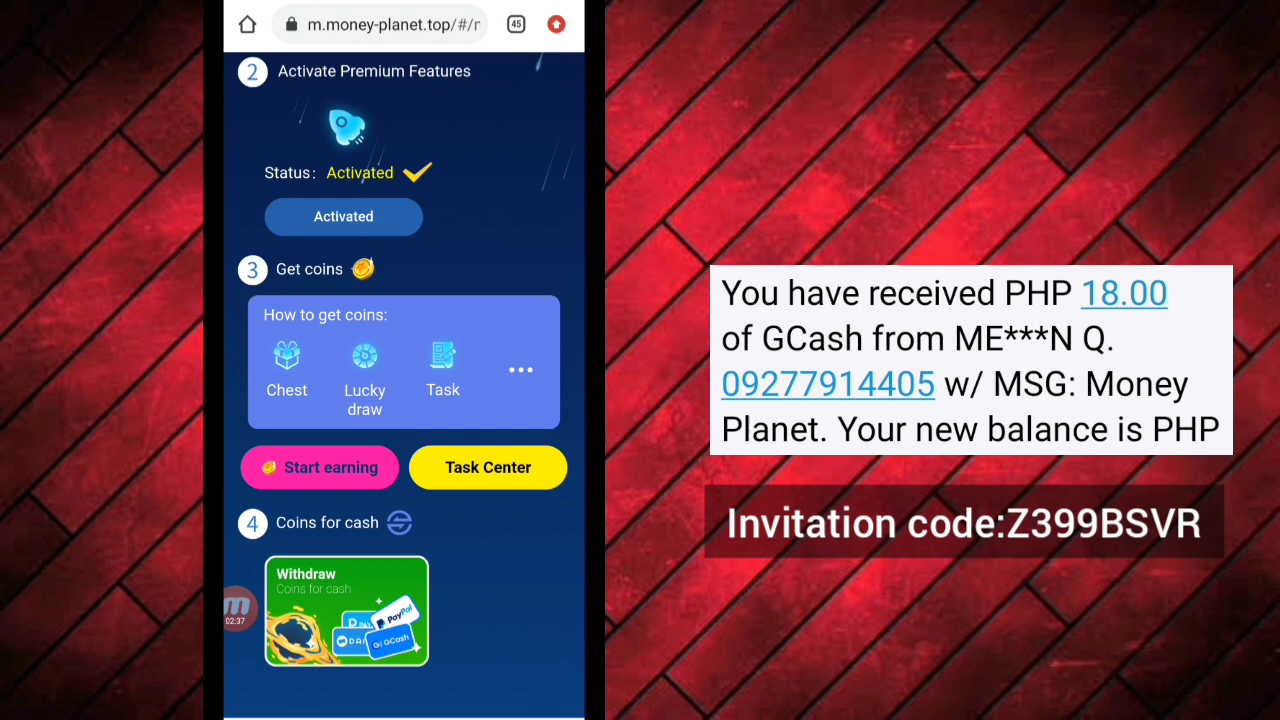 m.money-planet.top/#/r
45
2 Activate Premium Features
Status: Activated
Activated
3 Get coins
How to get coins:
Chest
Lucky draw
Task
...
Start earning
Task Center
4 Coins for cash
Withdraw
Coins for cash
PayPal
GCash
02:37
You have received PHP 18.00
of GCash from ME***N Q.
09277914405 w/ MSG: Money
Planet. Your new balance is PHP
Invitation code:Z399BSVR